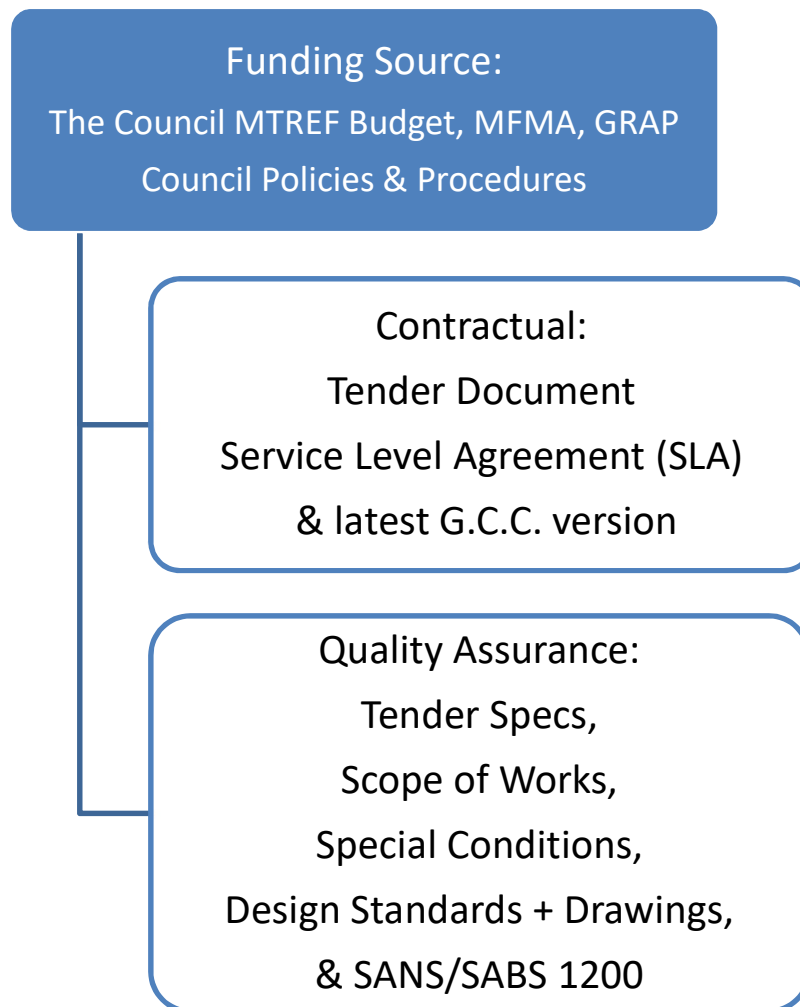 Funding Source:
The Council MTREF Budget, MFMA, GRAP
Council Policies & Procedures
Contractual:
Tender Document
Service Level Agreement (SLA)
& latest G.C.C. version
Quality Assurance:
Tender Specs,
Scope of Works,
Special Conditions,
Design Standards + Drawings,
& SANS/SABS 1200